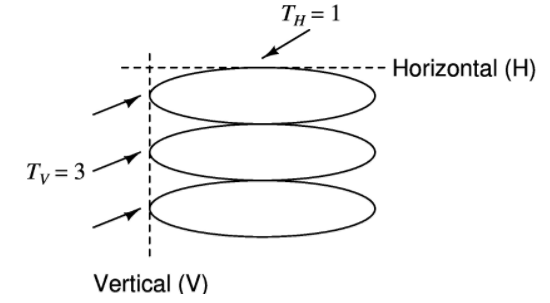 T_H = 1
Horizontal (H)
T_V = 3
Vertical (V)